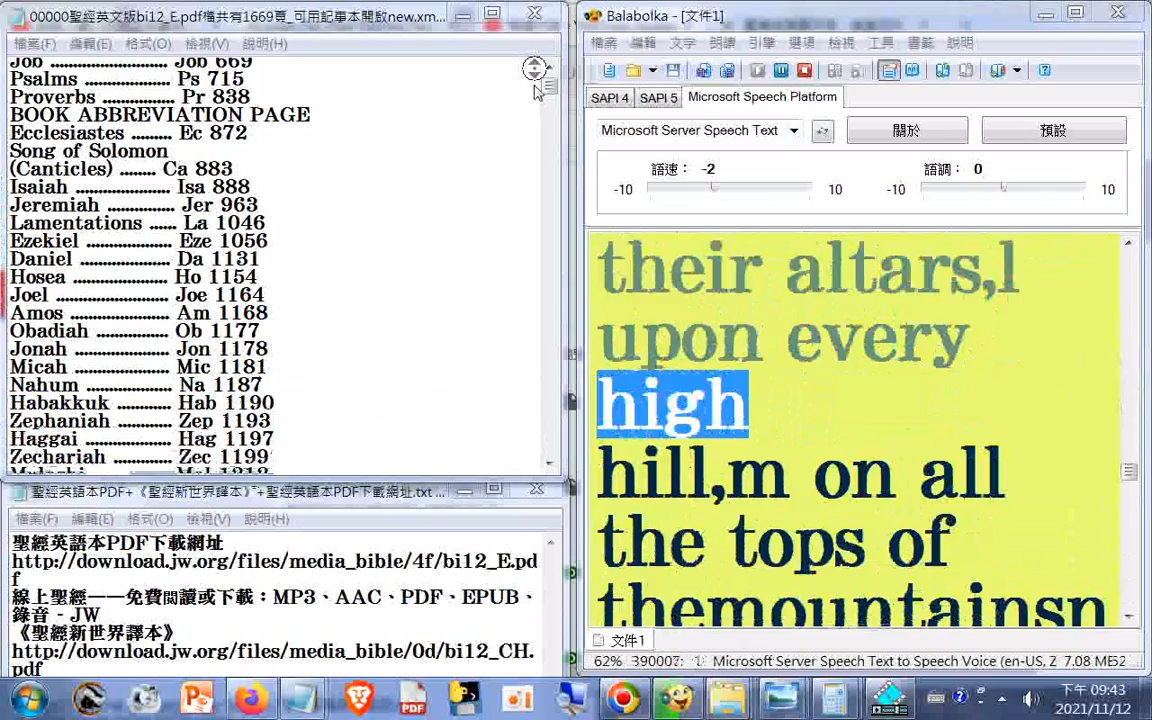 00000聖經英文版bi12_E.pdf檔共有1669頁_可用記事本開啟new.xm...
檔案(F) 編輯(E) 格式(O) 檢視(V) 說明(H)
Job ........................ Job 669
Psalms .................. Ps 715
Proverbs ............... Pr 838
BOOK ABBREVIATION PAGE
Ecclesiastes ......... Ec 872
Song of Solomon
(Canticles) ........ Ca 883
Isaiah .................... Isa 888
Jeremiah .............. Jer 963
Lamentations ...... La 1046
Ezekiel .................. Eze 1056
Daniel ................... Da 1131
Hosea .................... Ho 1154
Joel ....................... Joe 1164
Amos ..................... Am 1168
Obadiah ................ Ob 1177
Jonah .................... Jon 1178
Micah .................... Mic 1181
Nahum .................. Na 1187
Habakkuk ............ Hab 1190
Zephaniah ............ Zep 1193
Haggai .................. Hag 1197
Zechariah ............. Zec 1199
聖經英語本PDF+《聖經新世界譯本》+聖經英語本PDF下載網址.txt ...
檔案(F) 編輯(E) 格式(O) 檢視(V) 說明(H)
聖經英語本PDF下載網址
http://download.jw.org/files/media_bible/4f/bi12_E.pd
f
線上聖經——免費閱讀或下載：MP3、AAC、PDF、EPUB、
錄音 - JW
《聖經新世界譯本》
http://download.jw.org/files/media_bible/0d/bi12_CH.
pdf
Balabolka - [文件1]
檔案 編輯 文字 朗讀 引擎 選項 檢視 工具 書籤 說明
SAPI 4 SAPI 5 Microsoft Speech Platform
Microsoft Server Speech Text 關於 預設
語速： -2 語調： 0
-10 10 -10 10
their altars,l
upon every
high
hill,m on all
the tops of
themountainsn
文件1
62% 390007: Microsoft Server Speech Text to Speech Voice (en-US, Z 7.08 ME52
下午 09:43
2021/11/12